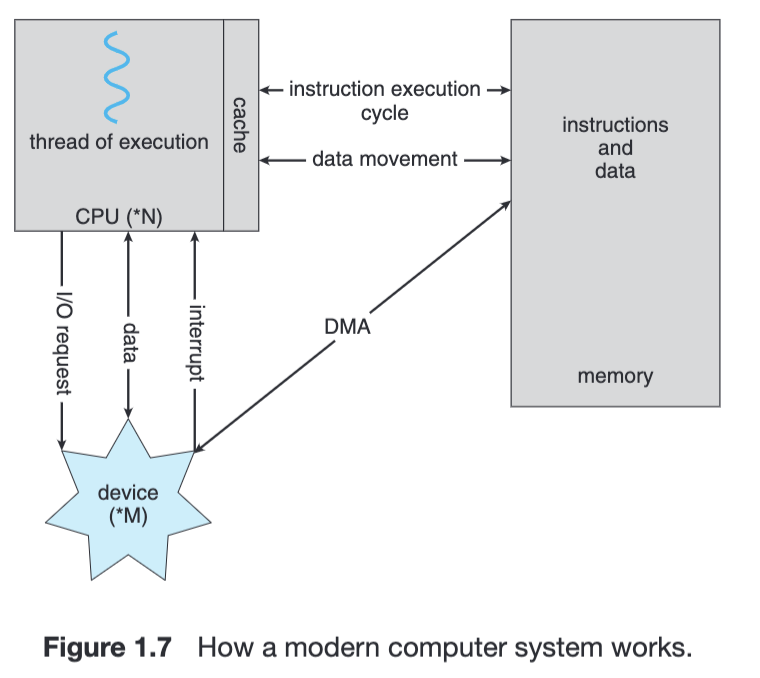 thread of execution
cache
CPU (*N)
instruction execution
cycle
data movement
instructions
and
data
memory
I/O request
data
interrupt
DMA
device
(*M)
Figure 1.7 How a modern computer system works.